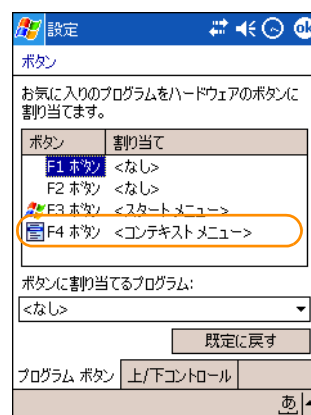 設定
ok
ボタン
お気に入りのプログラムをハードウェアのボタンに
割り当てます。
ボタン 割り当て
F1 ボタン <なし>
F2 ボタン <なし>
F3 ボタン <スタート メニュー>
F4 ボタン <コンテキスト メニュー>
ボタンに割り当てるプログラム:
<なし>
既定に戻す
プログラム ボタン 上/下コントロール
あ